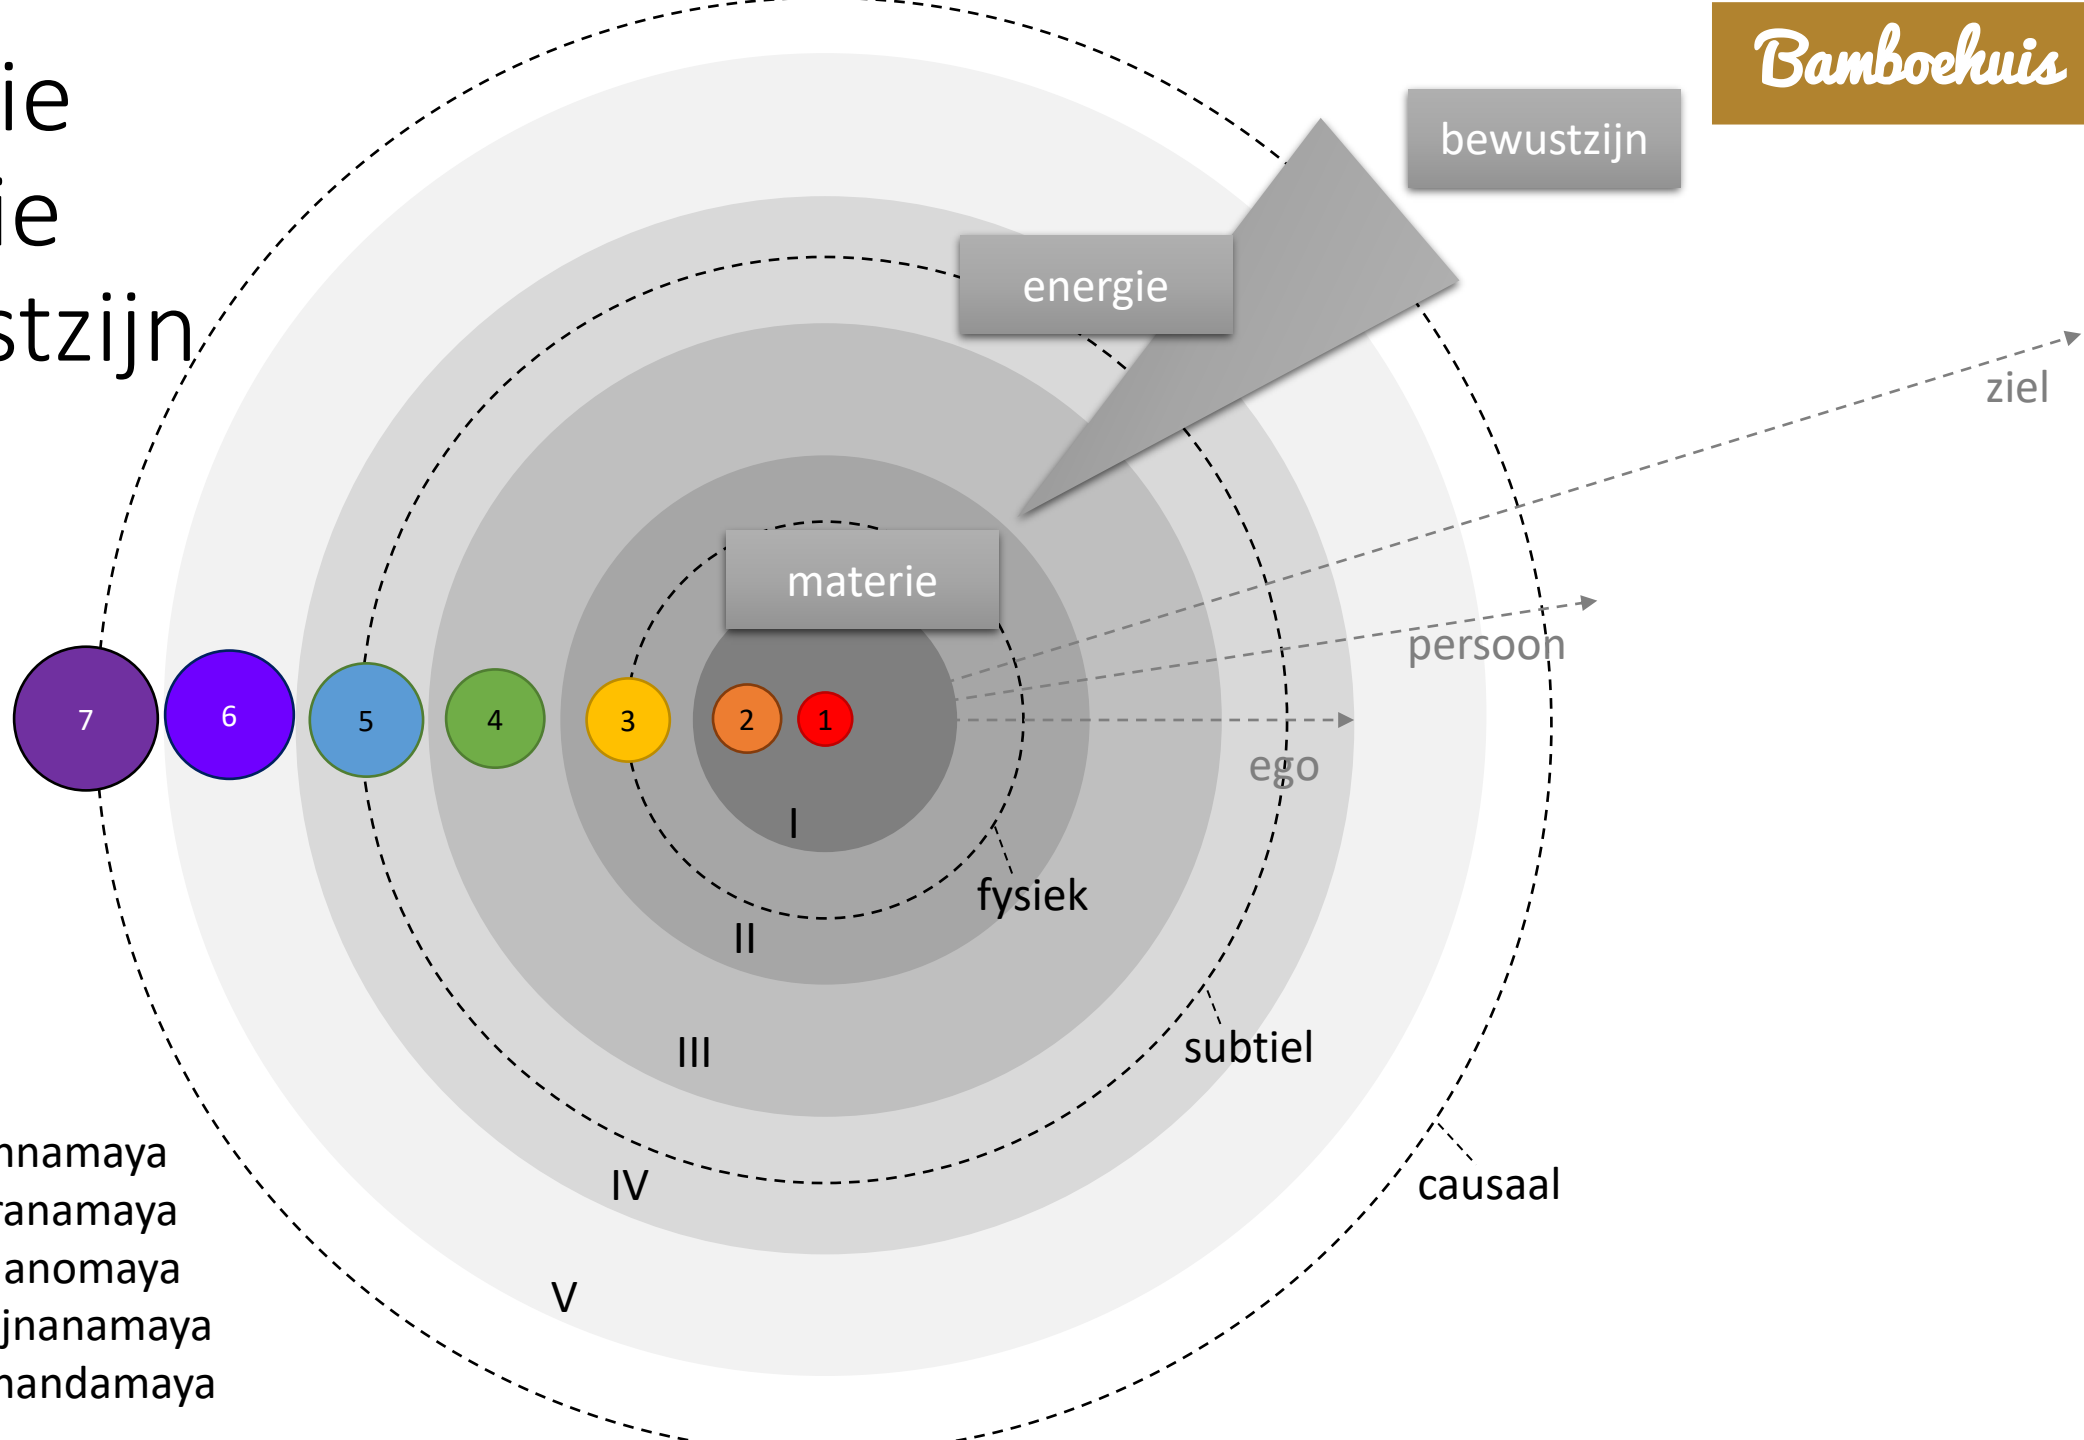 Bamboehuis
ie
ie
stzijn
bewustzijn
energie
materie
ziel
persoon
ego
7
6
5
4
3
2
1
I
II
III
IV
V
fysiek
subtiel
causaal
nnamaya
ranamaya
anomaya
ijnanamaya
nandamaya